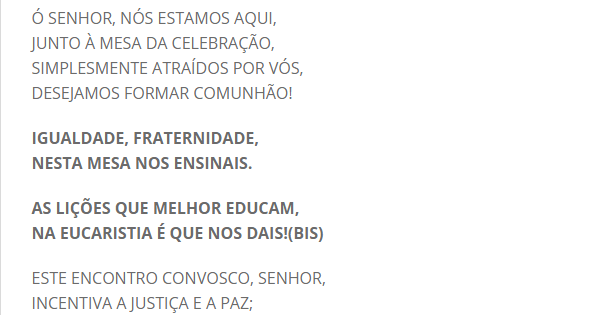 Ó SENHOR, NÓS ESTAMOS AQUI,
JUNTO À MESA DA CELEBRAÇÃO,
SIMPLESMENTE ATRAÍDOS POR VÓS,
DESEJAMOS FORMAR COMUNHÃO!
IGUALDADE, FRATERNIDADE,
NESTA MESA NOS ENSINAIS.
AS LIÇÕES QUE MELHOR EDUCAM,
NA EUCARISTIA É QUE NOS DAIS!(BIS)
ESTE ENCONTRO CONVOSCO, SENHOR,
INCENTIVA A JUSTIÇA E A PAZ;